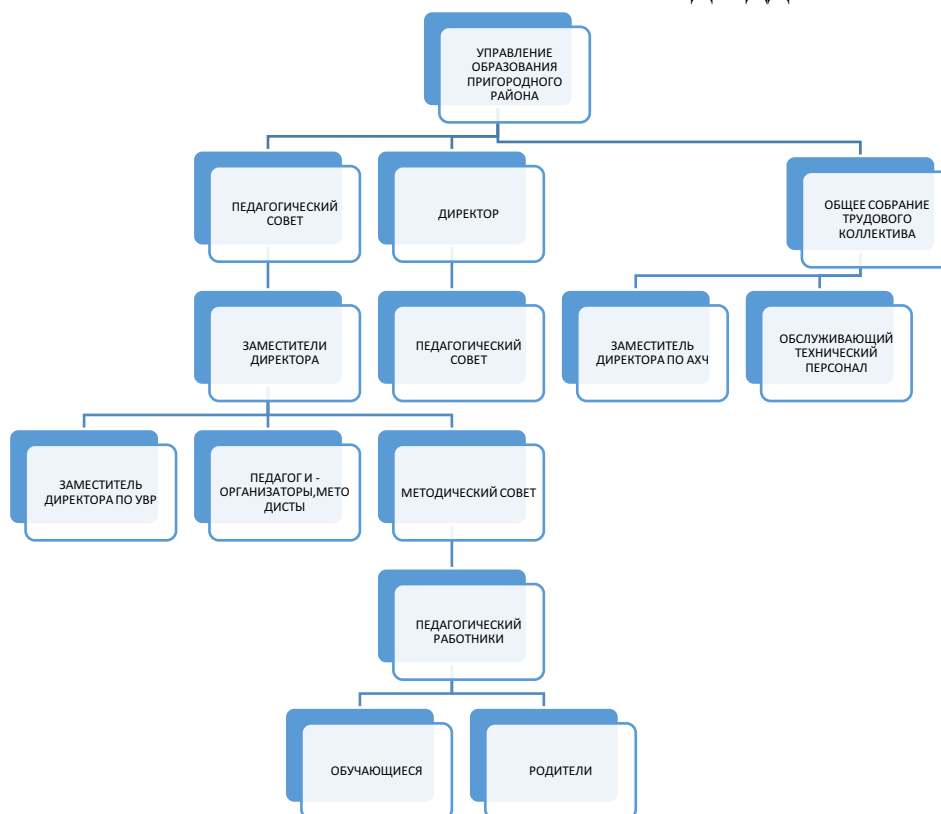 УПРАВЛЕНИЕ
ОБРАЗОВАНИЯ
ПРИГОРОДНОГО
РАЙОНА
ПЕДАГОГИЧЕСКИЙ
СОВЕТ
ДИРЕКТОР
ОБЩЕЕ СОБРАНИЕ
ТРУДОВОГО
КОЛЛЕКТИВА
ЗАМЕСТИТЕЛИ
ДИРЕКТОРА
ПЕДАГОГИЧЕСКИЙ
СОВЕТ
ЗАМЕСТИТЕЛЬ
ДИРЕКТОРА ПО АХЧ
ОБСЛУЖИВАЮЩИЙ
ТЕХНИЧЕСКИЙ
ПЕРСОНАЛ
ЗАМЕСТИТЕЛЬ
ДИРЕКТОРА ПО УВР
ПЕДАГОГ И -
ОРГАНИЗАТОРЫ,МЕТО
ДИСТЫ
МЕТОДИЧЕСКИЙ СОВЕТ
ПЕДАГОГИЧЕСКИЙ
РАБОТНИКИ
ОБУЧАЮЩИЕСЯ
РОДИТЕЛИ